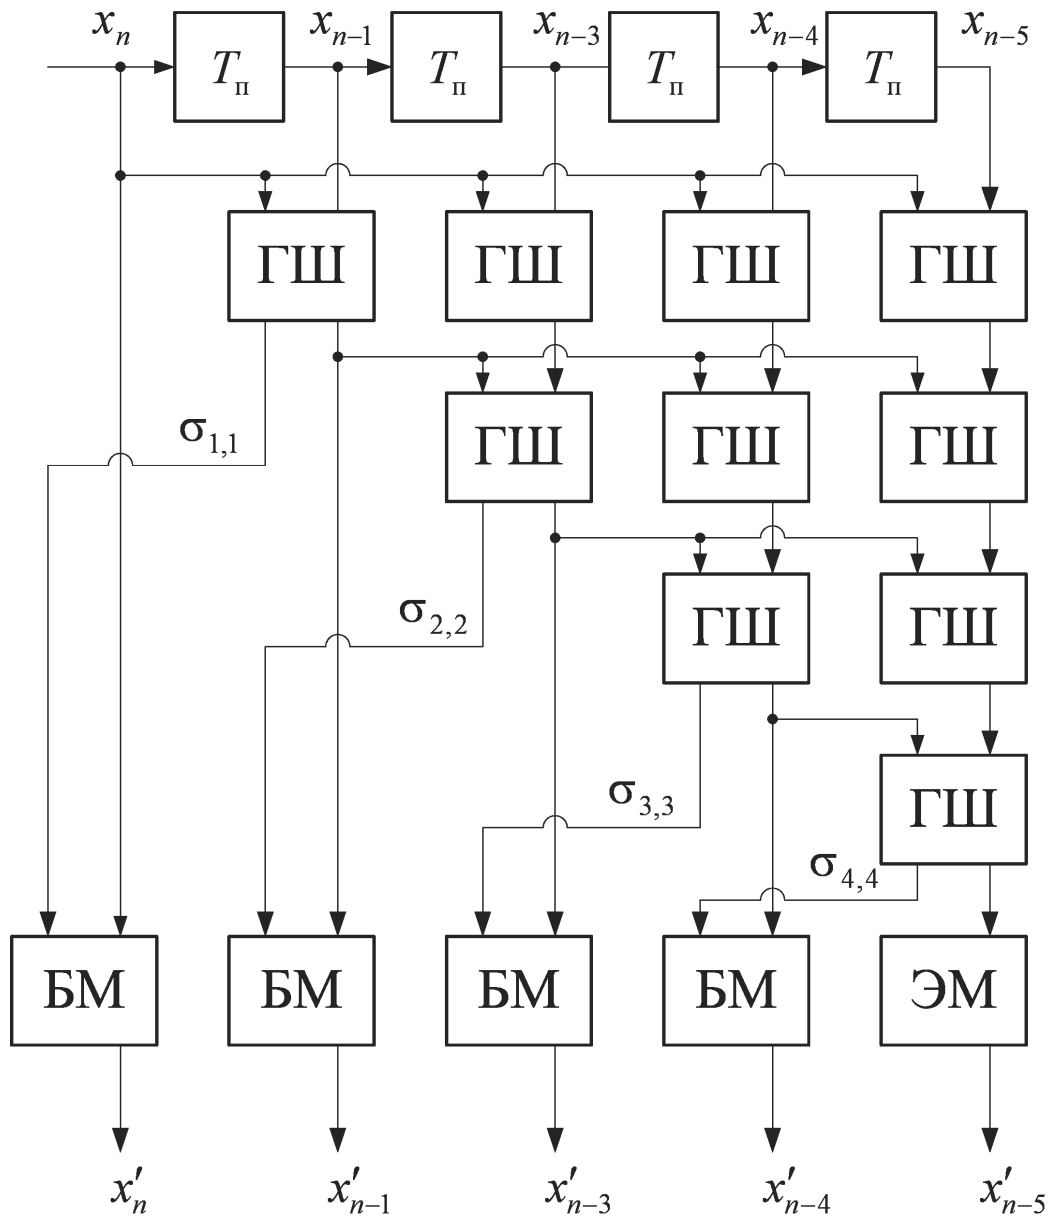 xₙ xₙ₋₁ xₙ₋₃ xₙ₋₄ xₙ₋₅
Tп Tп Tп Tп
ГШ ГШ ГШ ГШ
σ₁,₁ ГШ ГШ ГШ
σ₂,₂ ГШ ГШ
σ₃,₃ ГШ
σ₄,₄
БМ БМ БМ БМ ЭМ
x′ₙ x′ₙ₋₁ x′ₙ₋₃ x′ₙ₋₄ x′ₙ₋₅